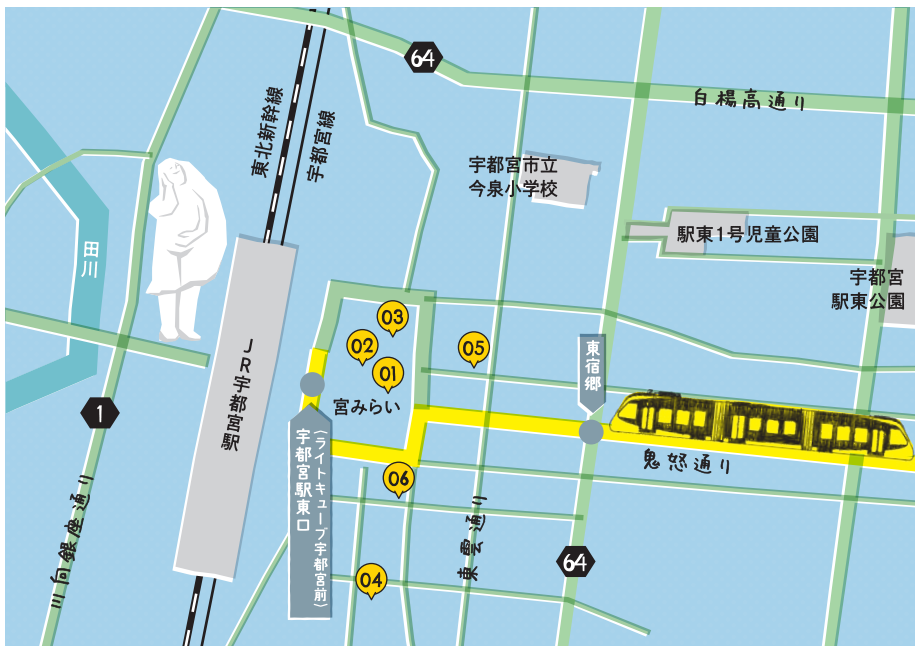 64
白楊高通り
東北新幹線
宇都宮線
宇都宮市立
今泉小学校
駅東1号児童公園
宇都宮
駅東公園
田川
03
02
05
01
東宿郷
JR宇都宮駅
宮みらい
1
鬼怒通り
宇都宮駅東口
(ライトキューブ宇都宮前)
06
川向銀座通り
東雲通り
64
04